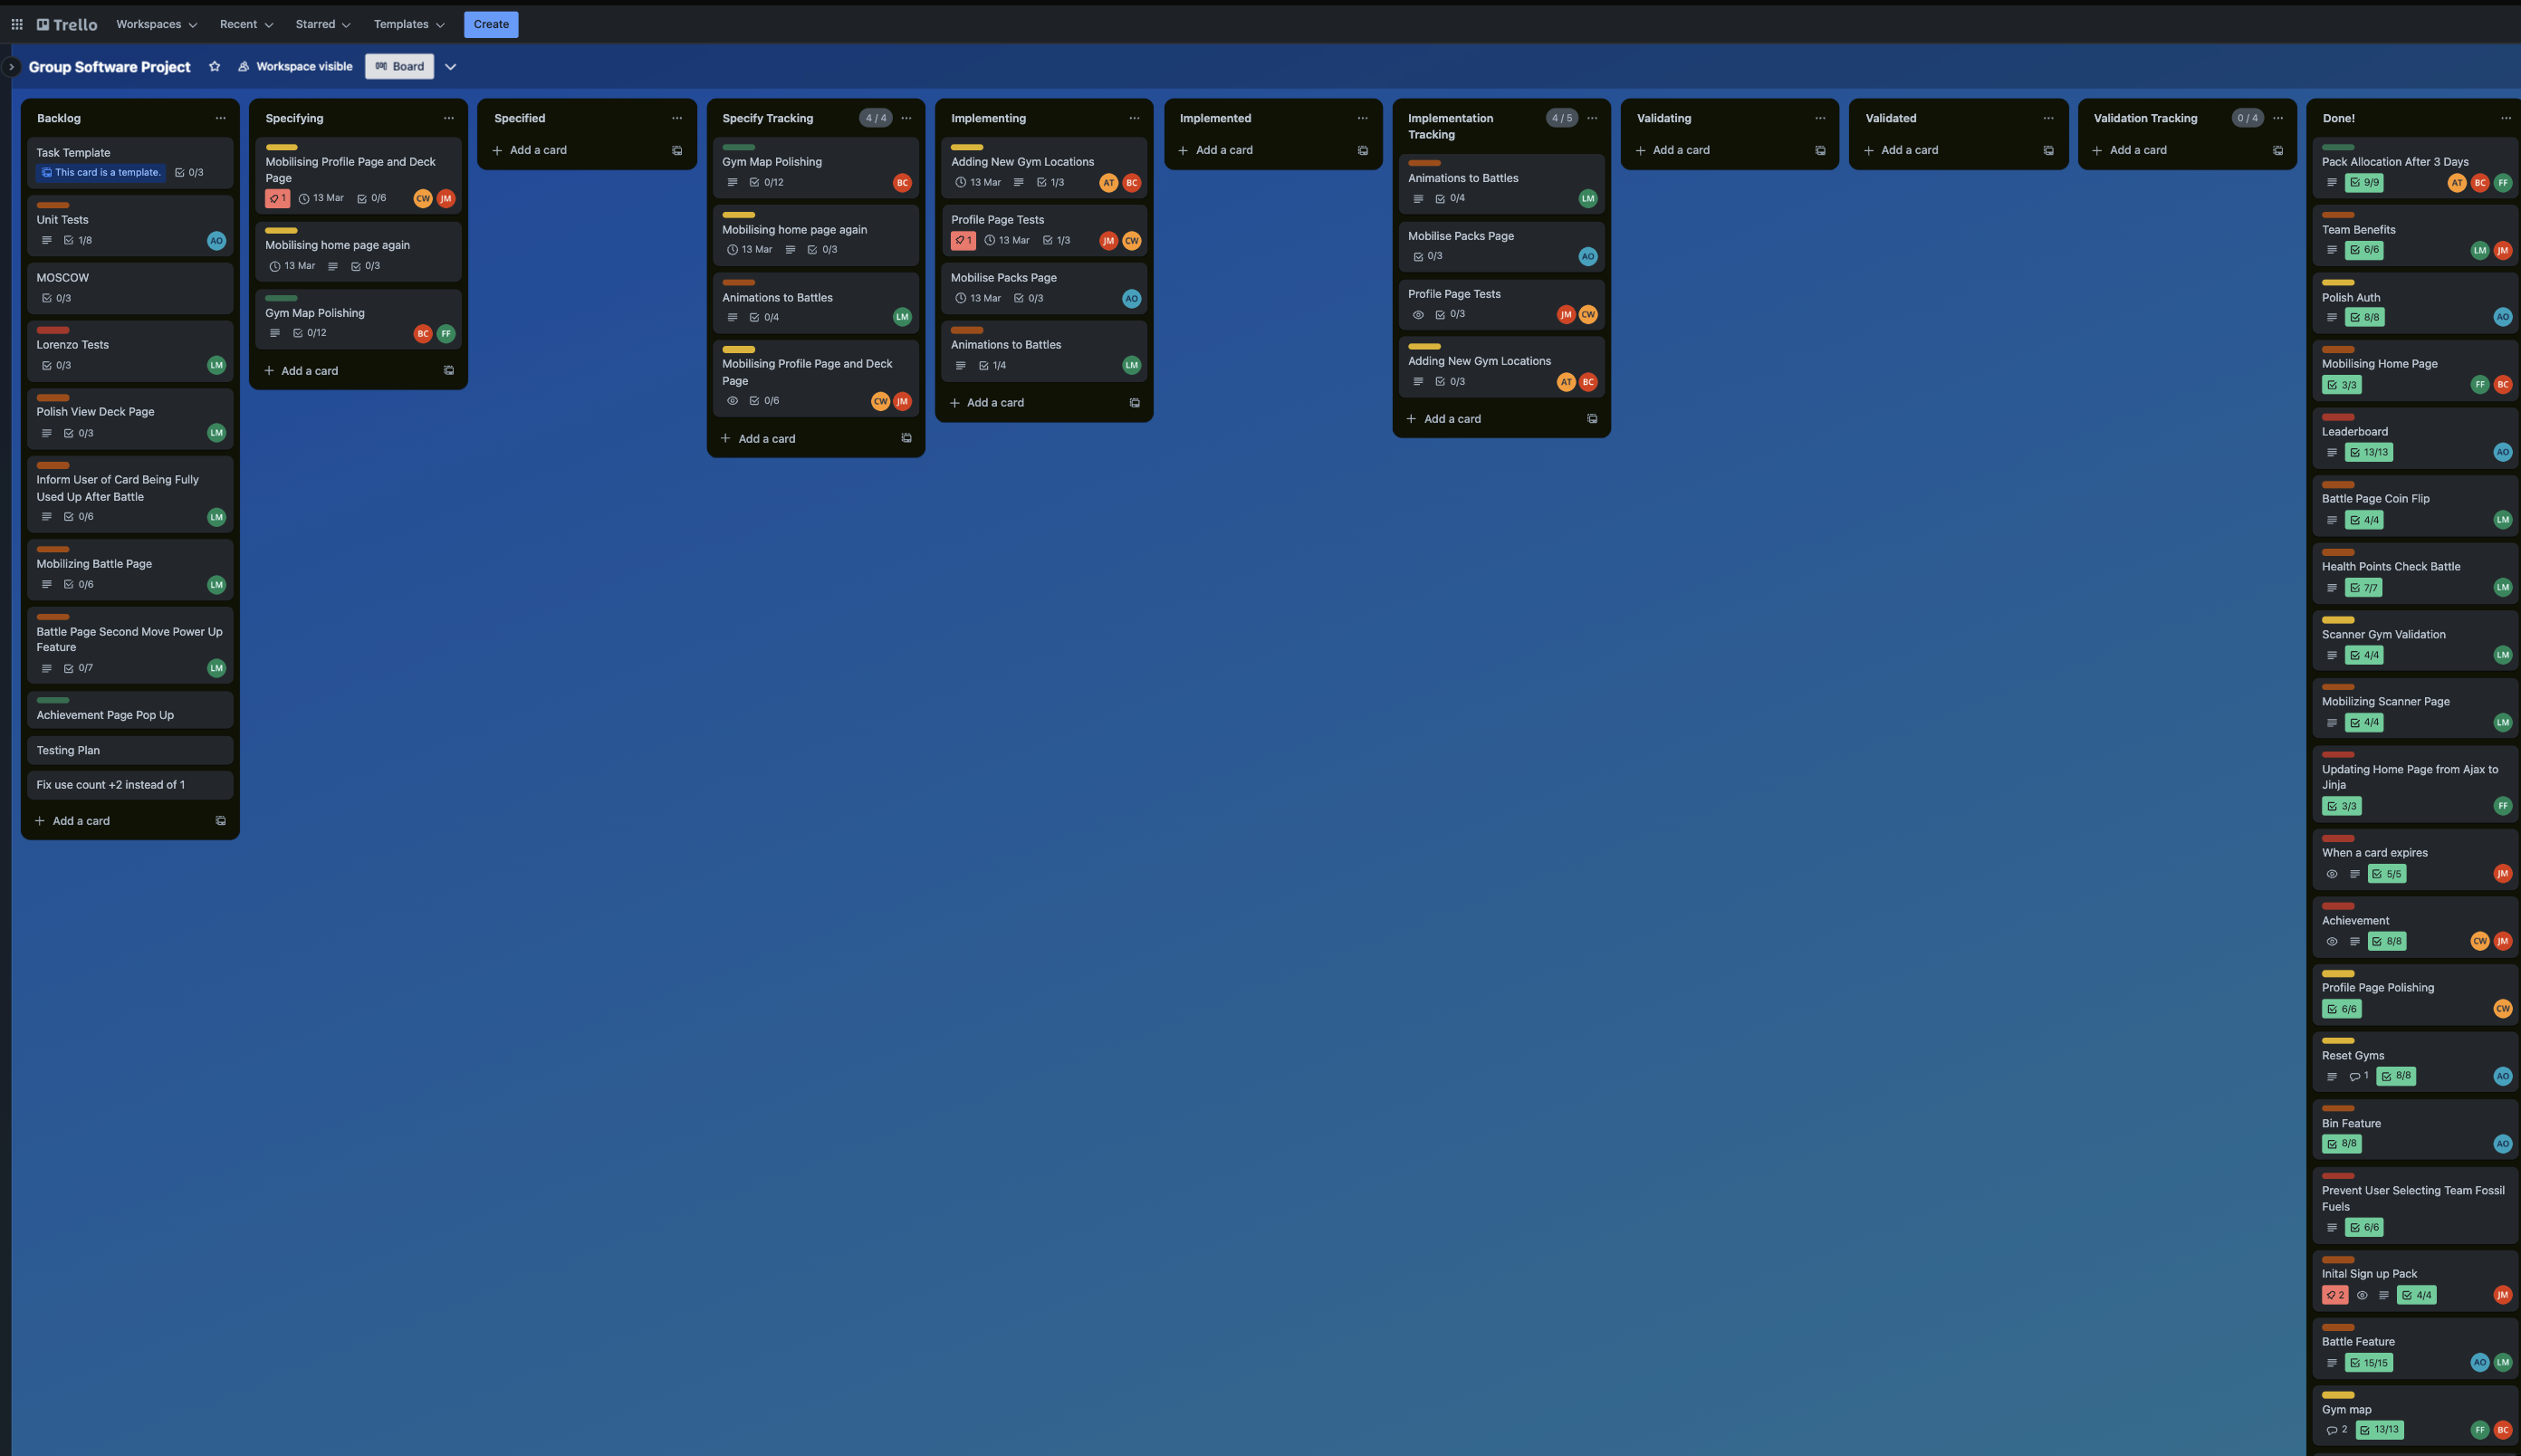 Trello
Workspaces
Recent
Starred
Templates
Create
Group Software Project
Workspace visible
Board
Backlog
Task Template
This card is a template.
0/3
Unit Tests
1/8
AO
MOSCOW
0/3
Lorenzo Tests
0/3
LM
Polish View Deck Page
0/3
LM
Inform User of Card Being Fully
Used Up After Battle
0/6
LM
Mobilizing Battle Page
0/6
LM
Battle Page Second Move Power Up
Feature
0/7
LM
Achievement Page Pop Up
Testing Plan
Fix use count +2 instead of 1
Add a card
Specifying
Mobilising Profile Page and Deck
Page
1
13 Mar
0/6
CW
JM
Mobilising home page again
13 Mar
0/3
Gym Map Polishing
0/12
BC
FF
Add a card
Specified
Add a card
Specify Tracking
4 / 4
Gym Map Polishing
0/12
BC
Mobilising home page again
13 Mar
0/3
Animations to Battles
0/4
LM
Mobilising Profile Page and Deck
Page
0/6
CW
JM
Add a card
Implementing
Adding New Gym Locations
13 Mar
1/3
AT
BC
Profile Page Tests
1
13 Mar
1/3
JM
CW
Mobilise Packs Page
13 Mar
0/3
AO
Animations to Battles
1/4
LM
Add a card
Implemented
Add a card
Implementation
Tracking
4 / 5
Animations to Battles
0/4
LM
Mobilise Packs Page
0/3
AO
Profile Page Tests
0/3
JM
CW
Adding New Gym Locations
0/3
AT
BC
Add a card
Validating
Add a card
Validated
Add a card
Validation Tracking
0 / 4
Add a card
Done!
Pack Allocation After 3 Days
9/9
AT
BC
FF
Team Benefits
6/6
LM
JM
Polish Auth
8/8
AO
Mobilising Home Page
3/3
FF
BC
Leaderboard
13/13
AO
Battle Page Coin Flip
4/4
LM
Health Points Check Battle
7/7
LM
Scanner Gym Validation
4/4
LM
Mobilizing Scanner Page
4/4
LM
Updating Home Page from Ajax to
Jinja
3/3
FF
When a card expires
5/5
JM
Achievement
8/8
CW
JM
Profile Page Polishing
6/6
CW
Reset Gyms
1
8/8
AO
Bin Feature
8/8
AO
Prevent User Selecting Team Fossil
Fuels
6/6
Inital Sign up Pack
2
4/4
JM
Battle Feature
15/15
AO
LM
Gym map
2
13/13
FF
BC